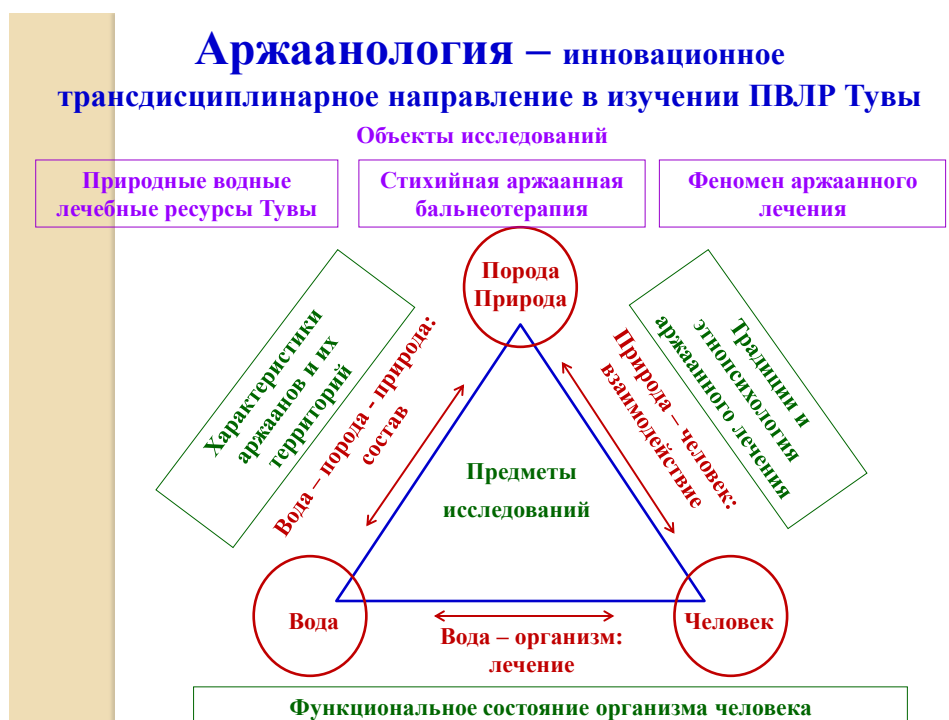 Аржаанология – инновационное
трансдисциплинарное направление в изучении ПВЛР Тувы
Объекты исследований
Природные водные
лечебные ресурсы Тувы
Стихийная аржаанная
бальнеотерапия
Феномен аржаанного
лечения
Порода
Природа
Характеристики
аржаанов и их
территорий
Вода – порода - природа:
состав
Природа – человек:
взаимодействие
Традиции и
этнопсихология
аржаанного лечения
Предметы
исследований
Вода
Человек
Вода – организм:
лечение
Функциональное состояние организма человека